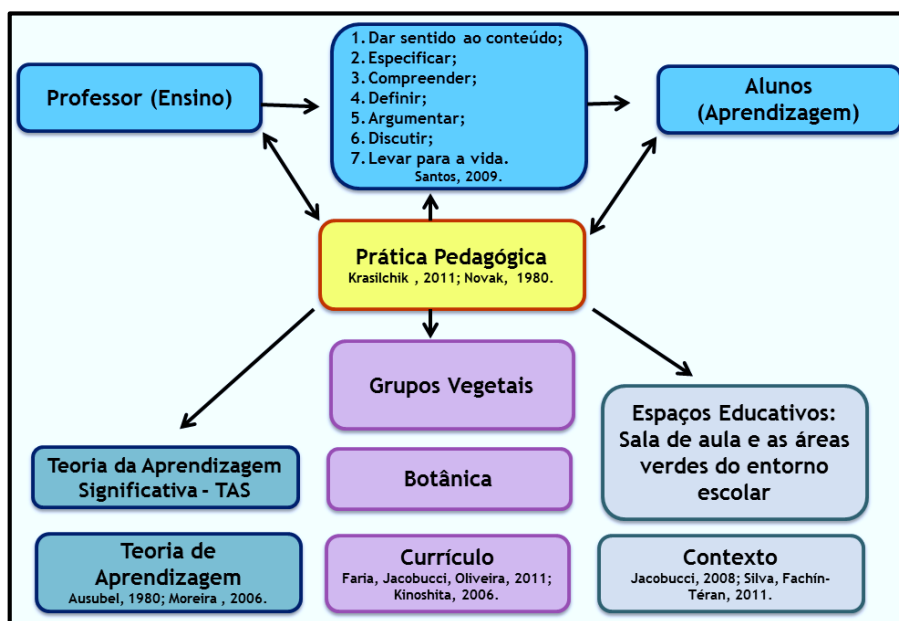 Professor (Ensino)
1. Dar sentido ao conteúdo;
2. Especificar;
3. Compreender;
4. Definir;
5. Argumentar;
6. Discutir;
7. Levar para a vida.
Santos, 2009.
Alunos
(Aprendizagem)
Prática Pedagógica
Krasilchik , 2011; Novak, 1980.
Grupos Vegetais
Espaços Educativos:
Sala de aula e as áreas
verdes do entorno
escolar
Teoria da Aprendizagem
Significativa - TAS
Botânica
Teoria de
Aprendizagem
Ausubel, 1980; Moreira , 2006.
Currículo
Faria, Jacobucci, Oliveira, 2011;
Kinoshita, 2006.
Contexto
Jacobucci, 2008; Silva, Fachín-
Téran, 2011.